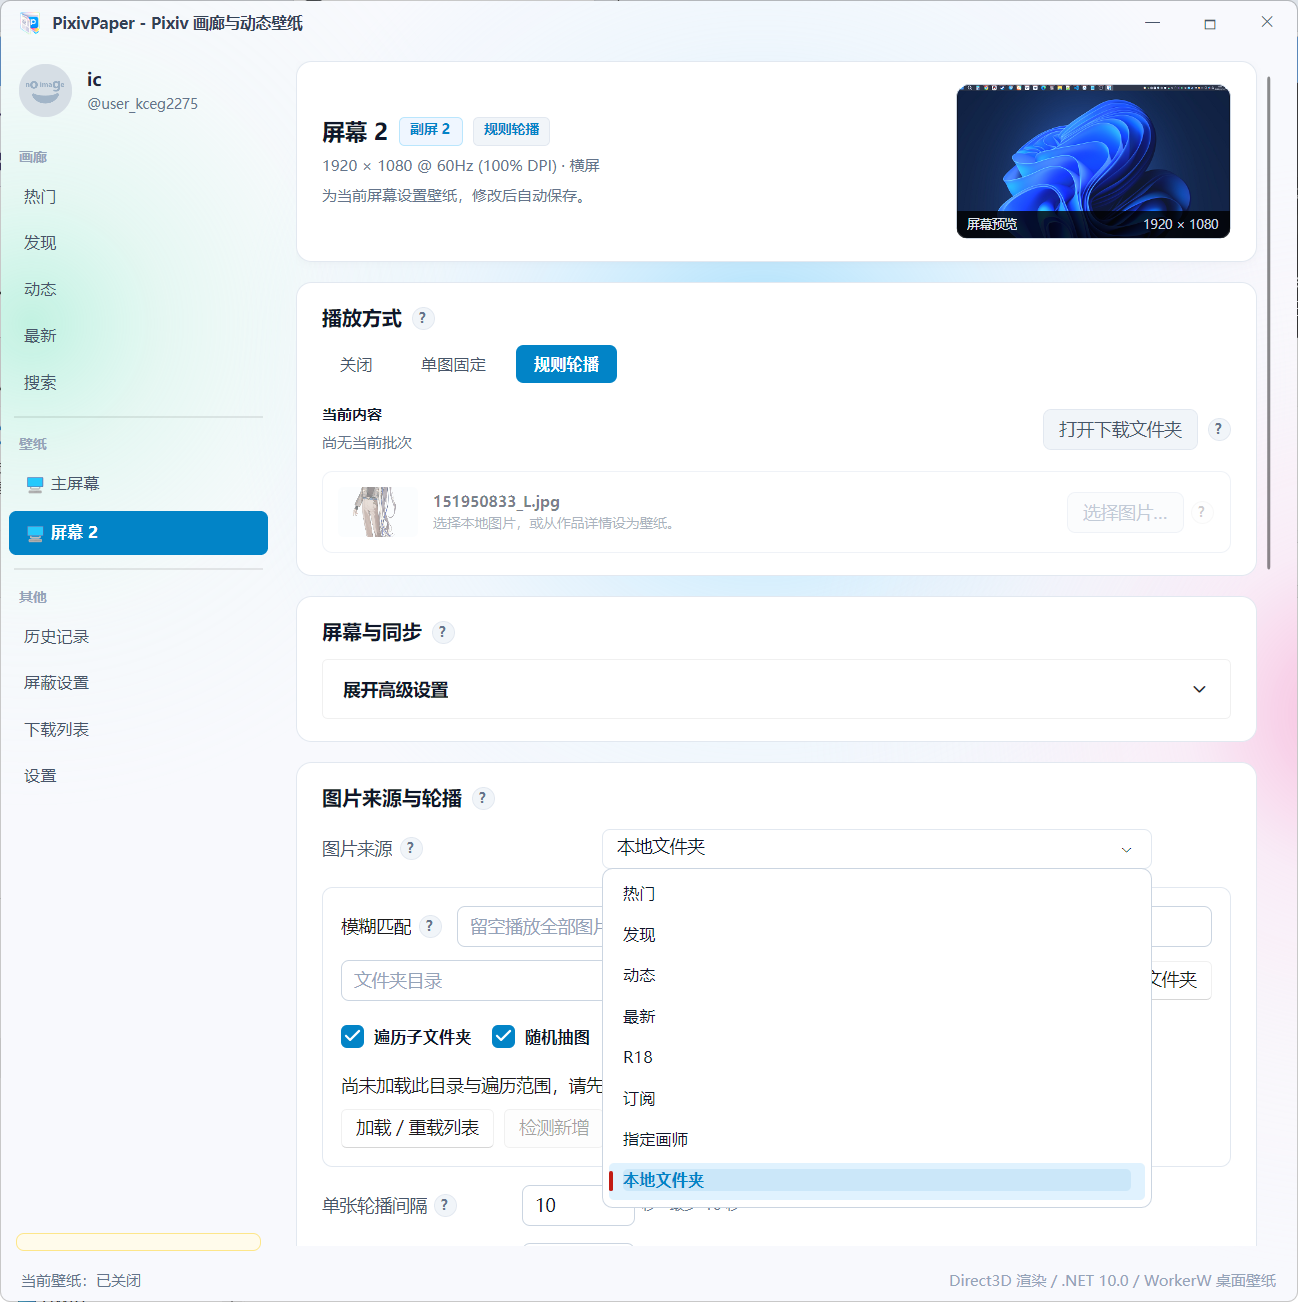 PixivPaper - Pixiv 画廊与动态壁纸
no image
ic
@user_kceg2275
画廊
热门
发现
动态
最新
搜索
壁纸
主屏幕
屏幕 2
其他
历史记录
屏蔽设置
下载列表
设置
当前壁纸：已关闭
屏幕 2
副屏 2
规则轮播
1920 × 1080 @ 60Hz (100% DPI) · 横屏
为当前屏幕设置壁纸，修改后自动保存。
屏幕预览
1920 × 1080
播放方式 ?
关闭
单图固定
规则轮播
当前内容
尚无当前批次
打开下载文件夹 ?
151950833_L.jpg
选择本地图片，或从作品详情设为壁纸。
选择图片... ?
屏幕与同步 ?
展开高级设置
图片来源与轮播 ?
图片来源 ?
本地文件夹
热门
发现
动态
最新
R18
订阅
指定画师
本地文件夹
模糊匹配 ?
留空播放全部图片
文件夹目录
文件夹
遍历子文件夹
随机抽图
尚未加载此目录与遍历范围，请先
加载 / 重载列表
检测新增
单张轮播间隔 ?
10
Direct3D 渲染 / .NET 10.0 / WorkerW 桌面壁纸